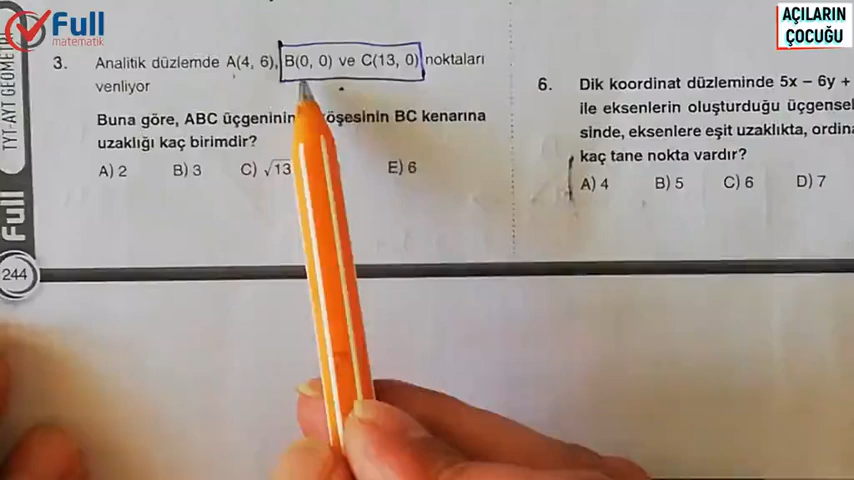 Full
matematik
AÇILARIN
ÇOCUĞU
TYT-AYT GEOMETRİ
Full
244
3. Analitik düzlemde A(4, 6), B(0, 0) ve C(13, 0) noktaları
venliyor
Buna göre, ABC üçgeninin köşesinin BC kenarına
uzaklığı kaç birimdir?
A) 2 B) 3 C) √13 E) 6
6. Dik koordinat düzleminde 5x − 6y +
ile eksenlerin oluşturduğu üçgensel
sinde, eksenlere eşit uzaklıkta, ordina
kaç tane nokta vardır?
A) 4 B) 5 C) 6 D) 7